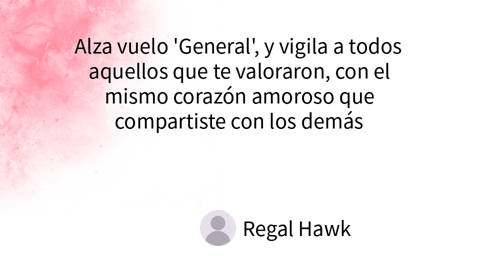 Alza vuelo 'General', y vigila a todos
aquellos que te valoraron, con el
mismo corazón amoroso que
compartiste con los demás
Regal Hawk